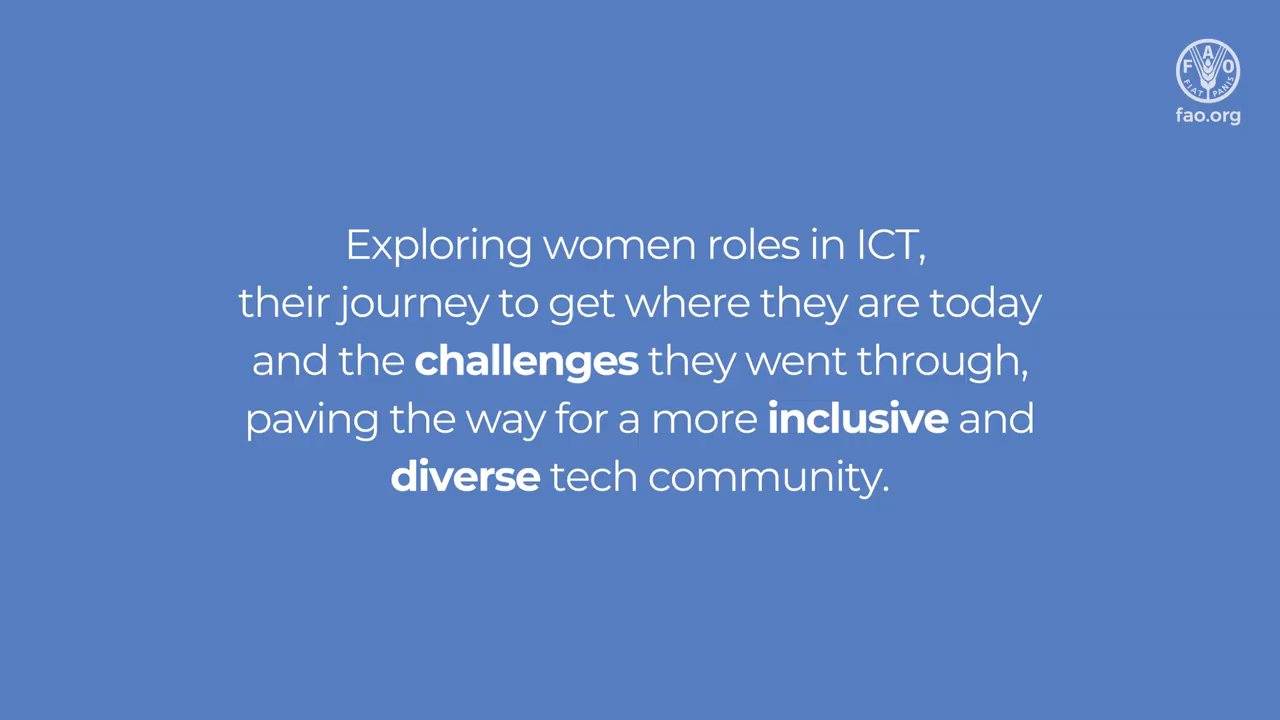 F A O
FIAT PANIS
fao.org
Exploring women roles in ICT,
their journey to get where they are today
and the challenges they went through,
paving the way for a more inclusive and
diverse tech community.